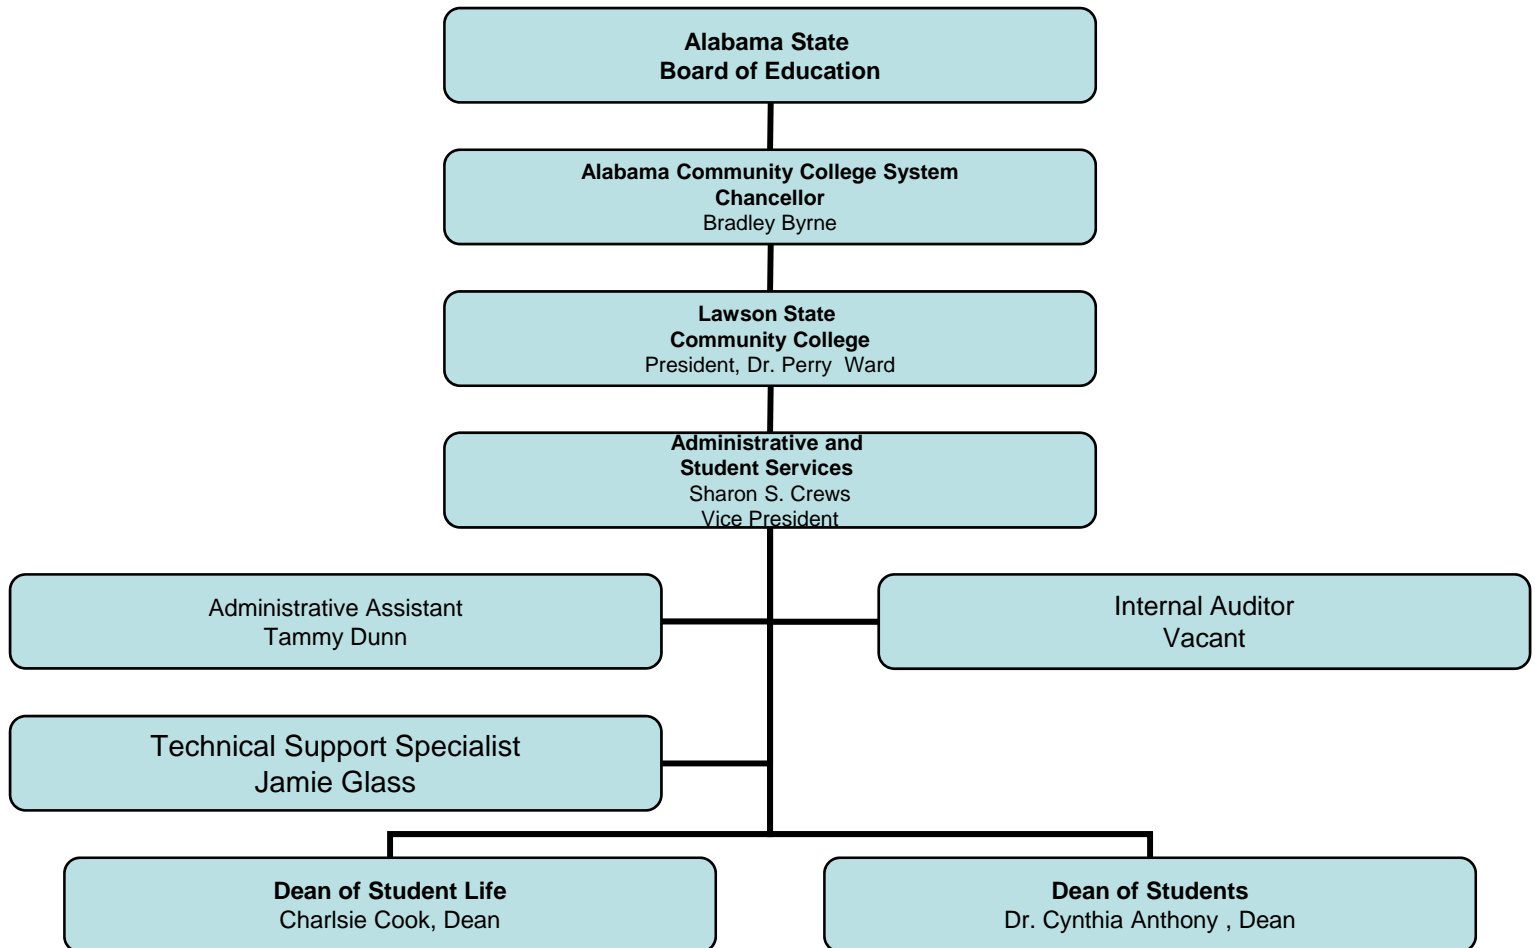 Alabama State
Board of Education
Alabama Community College System
Chancellor
Bradley Byrne
Lawson State
Community College
President, Dr. Perry  Ward
Administrative and
Student Services
Sharon S. Crews
Vice President
Administrative Assistant
Tammy Dunn
Internal Auditor
Vacant
Technical Support Specialist
Jamie Glass
Dean of Student Life
Charlsie Cook, Dean
Dean of Students
Dr. Cynthia Anthony , Dean